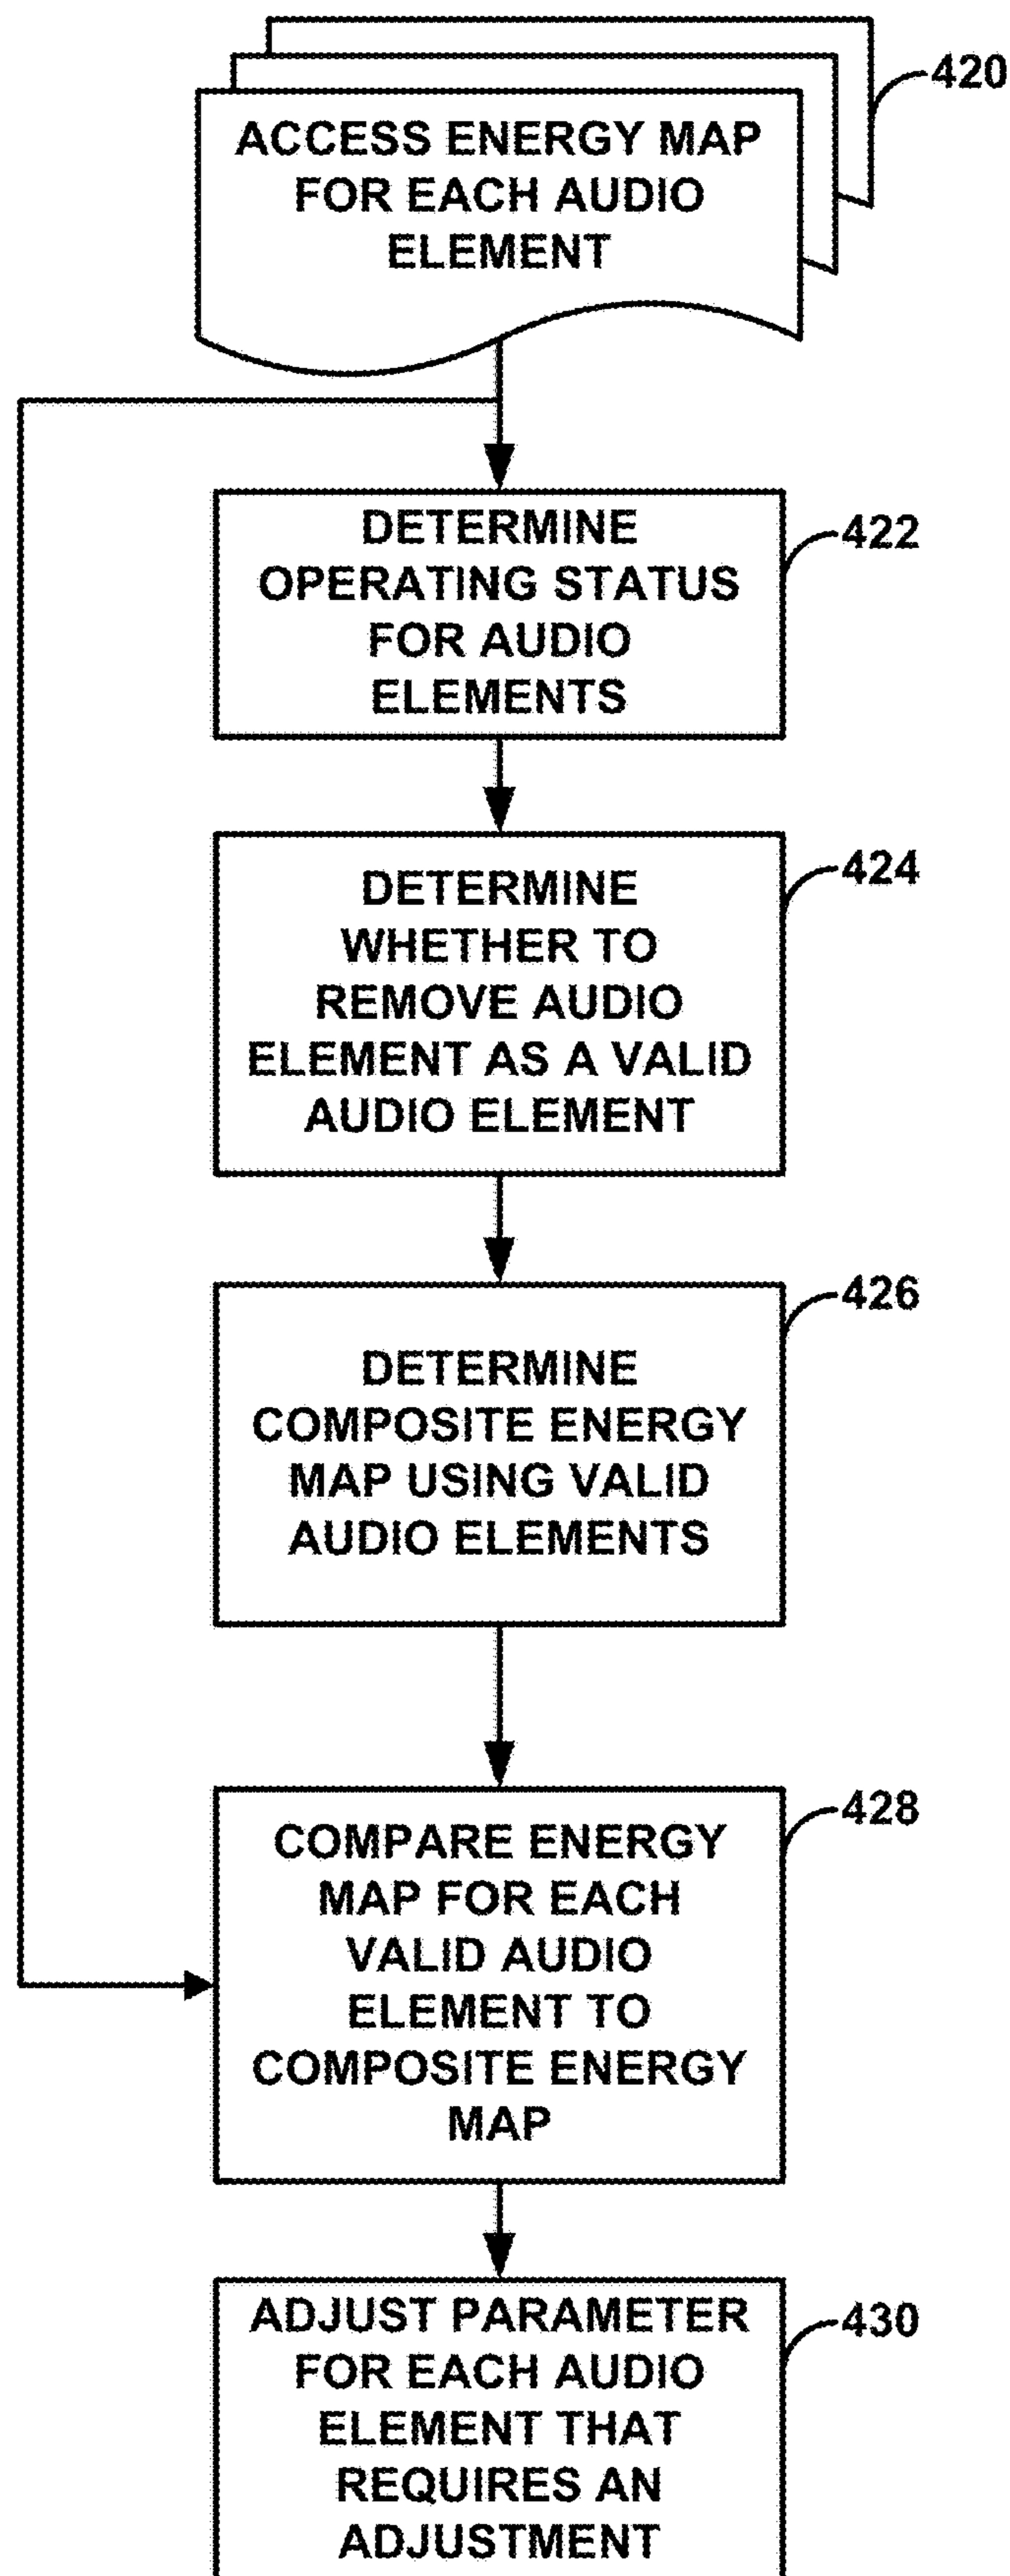 420
ACCESS ENERGY MAP
FOR EACH AUDIO
ELEMENT
422
DETERMINE
OPERATING STATUS
FOR AUDIO
ELEMENTS
424
DETERMINE
WHETHER TO
REMOVE AUDIO
ELEMENT AS A VALID
AUDIO ELEMENT
426
DETERMINE
COMPOSITE ENERGY
MAP USING VALID
AUDIO ELEMENTS
428
COMPARE ENERGY
MAP FOR EACH
VALID AUDIO
ELEMENT TO
COMPOSITE ENERGY
MAP
430
ADJUST PARAMETER
FOR EACH AUDIO
ELEMENT THAT
REQUIRES AN
ADJUSTMENT